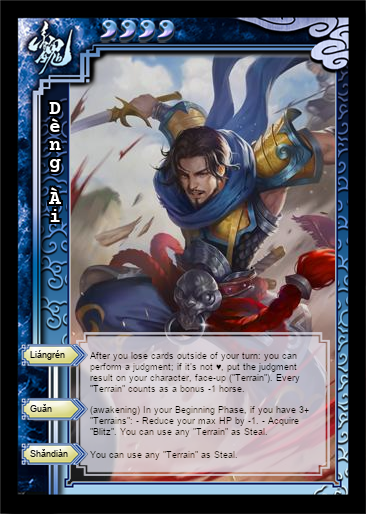 魏
Dèng Ài
Liángrén
After you lose cards outside of your turn: you can
perform a judgment; if it's not ♥, put the judgment
result on your character, face-up ("Terrain"). Every
"Terrain" counts as a bonus -1 horse.
Guǎn
(awakening) In your Beginning Phase, if you have 3+
"Terrains": - Reduce your max HP by -1. - Acquire
"Blitz". You can use any "Terrain" as Steal.
Shǎndiàn
You can use any "Terrain" as Steal.